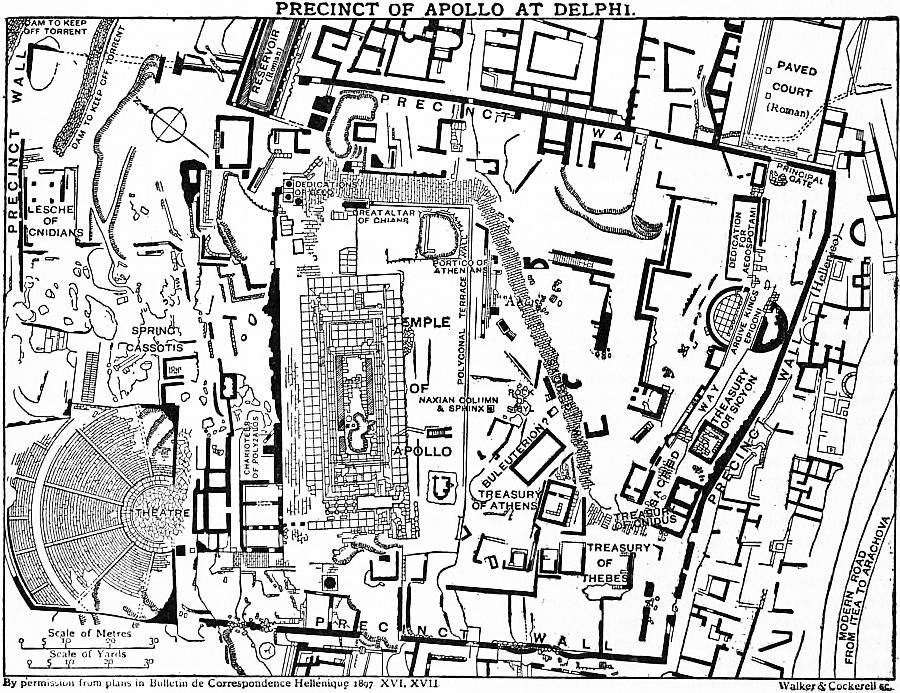 PRECINCT OF APOLLO AT DELPHI.
DAM TO KEEP
OFF TORRENT
DAM TO KEEP OFF TORRENT
PRECINCT WALL
RESERVOIR
(Roman)
PRECINCT WALL
PAVED
COURT
(Roman)
PRINCIPAL
GATE
LESCHE
OF
CNIDIANS
DEDICATIONS
OF GELO
GREAT ALTAR
OF CHIANS
PORTICO OF
ATHENIANS
WALL
POLYGONAL TERRACE
DEDICATION
FOR
AEGOSPOTAMI
ARGIVE KINGS
EPIGONI
(Hellenic)
SPRING
CASSOTIS
TEMPLE
OF
APOLLO
NAXIAN COLUMN
& SPHINX
ROCK
OF
SIBYL
SACRED WAY
TREASURY
OR SICYON
PRECINCT WALL
CHARIOTEER
OF POLYZALUS
BULEUTERION?
TREASURY
OF ATHENS
TREASURY
OF CNIDUS
THEATRE
TREASURY
OF
THEBES
MODERN ROAD
FROM ITEA TO ARACHOVA
PRECINCT WALL
Scale of Metres
0 5 10 20 30
Scale of Yards
0 5 10 20 30
By permission from plans in Bulletin de Correspondence Hellénique 1897. XVI, XVII.
Walker & Cockerell sc.